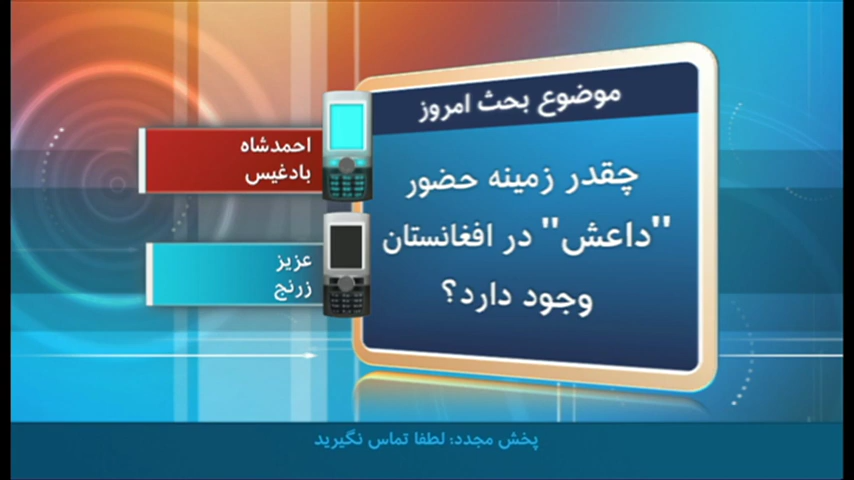 موضوع بحث امروز
چقدر زمینه حضور
"داعش" در افغانستان
وجود دارد؟
احمدشاه
بادغیس
عزیز
زرنج
پخش مجدد؛ لطفا تماس نگیرید